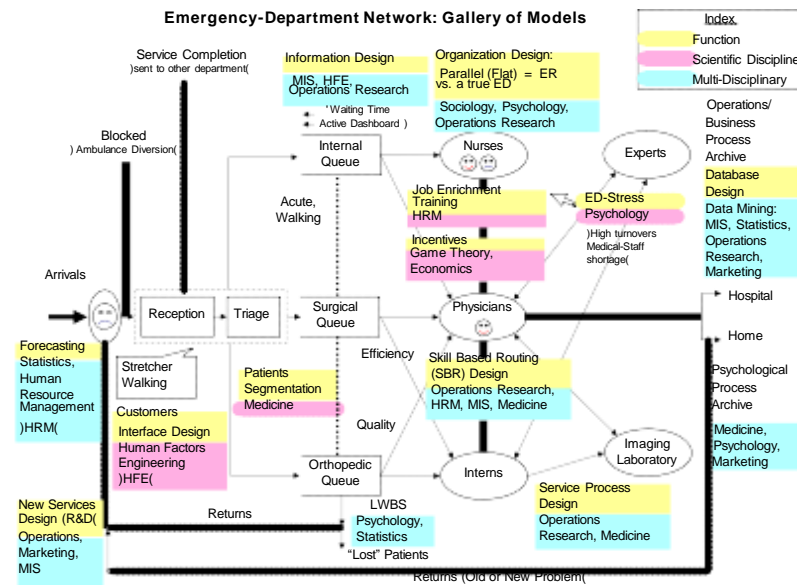 Emergency-Department Network: Gallery of Models
Index
Function
Scientific Discipline
Multi-Disciplinary
Service Completion
)sent to other department(
Information Design
MIS, HFE,
Operations Research
' Waiting Time
Active Dashboard )
Organization Design:
Parallel (Flat) = ER
vs. a true ED
Sociology, Psychology,
Operations Research
Operations/
Business
Process
Archive
Database
Design
Data Mining:
MIS, Statistics,
Operations
Research,
Marketing
Blocked
) Ambulance Diversion(
Internal
Queue
Nurses
Experts
Acute,
Walking
Job Enrichment
Training
HRM
ED-Stress
Psychology
)High turnovers
Medical-Staff
shortage(
Incentives
Game Theory,
Economics
Arrivals
Reception
Triage
Surgical
Queue
Physicians
Hospital
Home
Forecasting
Statistics,
Human
Resource
Management
)HRM(
Stretcher
Walking
Patients
Segmentation
Medicine
Efficiency
Skill Based Routing
(SBR) Design
Operations Research,
HRM, MIS, Medicine
Psychological
Process
Archive
Medicine,
Psychology,
Marketing
Customers
Interface Design
Human Factors
Engineering
)HFE(
Quality
Orthopedic
Queue
Interns
Imaging
Laboratory
New Services
Design (R&D(
Operations,
Marketing,
MIS
Returns
LWBS
Psychology,
Statistics
"Lost" Patients
Service Process
Design
Operations
Research, Medicine
Returns (Old or New Problem(